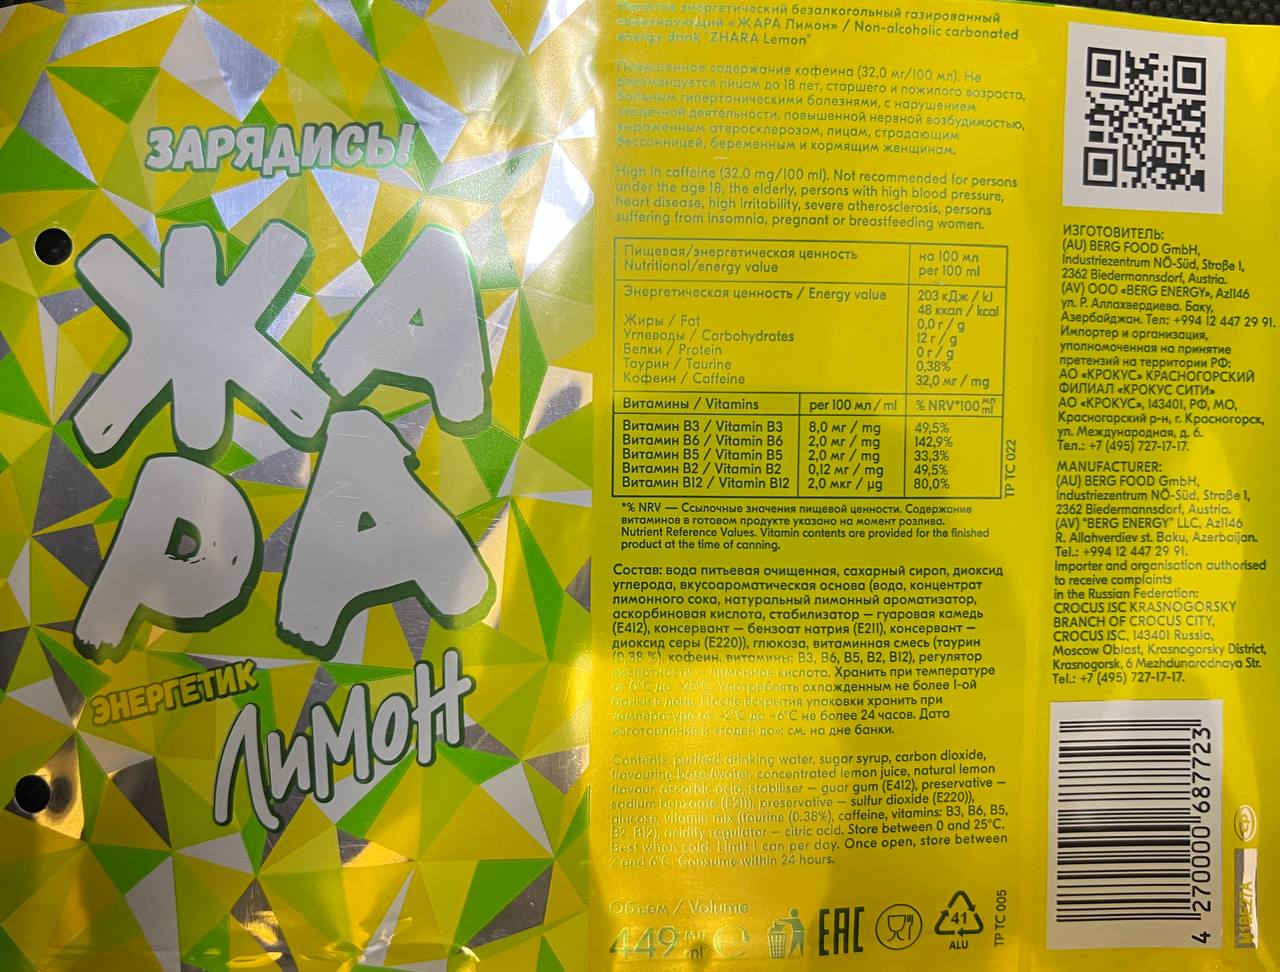 ЗАРЯДИСЬ!
ЖА
РА
ЭНЕРГЕТИК
ЛИМОН
Напиток энергетический безалкогольный газированный
тонизирующий «ЖАРА Лимон» / Non-alcoholic carbonated
energy drink "ZHARA Lemon"
Повышенное содержание кофеина (32,0 мг/100 мл). Не
рекомендуется лицам до 18 лет, старшего и пожилого возраста,
больным гипертоническими болезнями, с нарушением
сердечной деятельности, повышенной нервной возбудимостью,
выраженным атеросклерозом, лицам, страдающим
бессонницей, беременным и кормящим женщинам.
High in caffeine (32.0 mg/100 ml). Not recommended for persons
under the age 18, the elderly, persons with high blood pressure,
heart disease, high irritability, severe atherosclerosis, persons
suffering from insomnia, pregnant or breastfeeding women.
Пищевая/энергетическая ценность на 100 мл
Nutritional/energy value per 100 ml
Энергетическая ценность / Energy value 203 кДж / kJ
48 ккал / kcal
Жиры / Fat 0,0 г / g
Углеводы / Carbohydrates 12 г / g
Белки / Protein 0 г / g
Таурин / Taurine 0,38%
Кофеин / Caffeine 32,0 мг / mg
Витамины / Vitamins per 100 мл / ml % NRV*100 мл ml
Витамин B3 / Vitamin B3 8,0 мг / mg 49,5%
Витамин B6 / Vitamin B6 2,0 мг / mg 142,9%
Витамин B5 / Vitamin B5 2,0 мг / mg 33,3%
Витамин B2 / Vitamin B2 0,12 мг / mg 49,5%
Витамин B12 / Vitamin B12 2,0 мкг / µg 80,0%
ТР ТС 022
*% NRV — Ссылочные значения пищевой ценности. Содержание
витаминов в готовом продукте указано на момент розлива.
Nutrient Reference Values. Vitamin contents are provided for the finished
product at the time of canning.
Состав: вода питьевая очищенная, сахарный сироп, диоксид
углерода, вкусоароматическая основа (вода, концентрат
лимонного сока, натуральный лимонный ароматизатор,
аскорбиновая кислота, стабилизатор — гуаровая камедь
(E412), консервант — бензоат натрия (E211), консервант —
диоксид серы (E220)), глюкоза, витаминная смесь (таурин
(0,38 %), кофеин, витамины: B3, B6, B5, B2, B12), регулятор
кислотности – лимонная кислота. Хранить при температуре
от 0°C до +25°C. Употреблять охлажденным не более 1-ой
банки в день. После вскрытия упаковки хранить при
температуре от +2°C до +6°C не более 24 часов. Дата
изготовления и «годен до»: см. на дне банки.
Contents: purified drinking water, sugar syrup, carbon dioxide,
flavouring base (water, concentrated lemon juice, natural lemon
flavour, ascorbic acid, stabiliser — guar gum (E412), preservative —
sodium benzoate (E211), preservative — sulfur dioxide (E220)),
glucose, vitamin mix (taurine (0.38%), caffeine, vitamins: B3, B6, B5,
B2, B12), acidity regulator — citric acid. Store between 0 and 25°C.
Best when cold. Limit 1 can per day. Once open, store between
2 and 6°C. Consume within 24 hours.
Объем / Volume
449 мл ml
EAC
41
ALU
ТР ТС 005
ИЗГОТОВИТЕЛЬ:
(AU) BERG FOOD GmbH,
Industriezentrum NÖ-Süd, Straße 1,
2362 Biedermannsdorf, Austria.
(AV) ООО «BERG ENERGY», Az1146
ул. Р. Аллахвердиева. Баку,
Азербайджан. Тел: +994 12 447 29 91.
Импортер и организация,
уполномоченная на принятие
претензий на территории РФ:
АО «КРОКУС» КРАСНОГОРСКИЙ
ФИЛИАЛ «КРОКУС СИТИ»
АО «КРОКУС», 143401, РФ, МО,
Красногорский р-н, г. Красногорск,
ул. Международная, д. 6.
Тел.: +7 (495) 727-17-17.
MANUFACTURER:
(AU) BERG FOOD GmbH,
Industriezentrum NÖ-Süd, Straße 1,
2362 Biedermannsdorf, Austria.
(AV) "BERG ENERGY" LLC, Az1146
R. Allahverdiev st. Baku, Azerbaijan.
Tel.: +994 12 447 29 91.
Importer and organisation authorised
to receive complaints
in the Russian Federation:
CROCUS JSC KRASNOGORSKY
BRANCH OF CROCUS CITY,
CROCUS JSC, 143401 Russia,
Moscow Oblast, Krasnogorsky District,
Krasnogorsk, 6 Mezhdunarodnaya Str.
Tel.: +7 (495) 727-17-17.
4 270000 687723